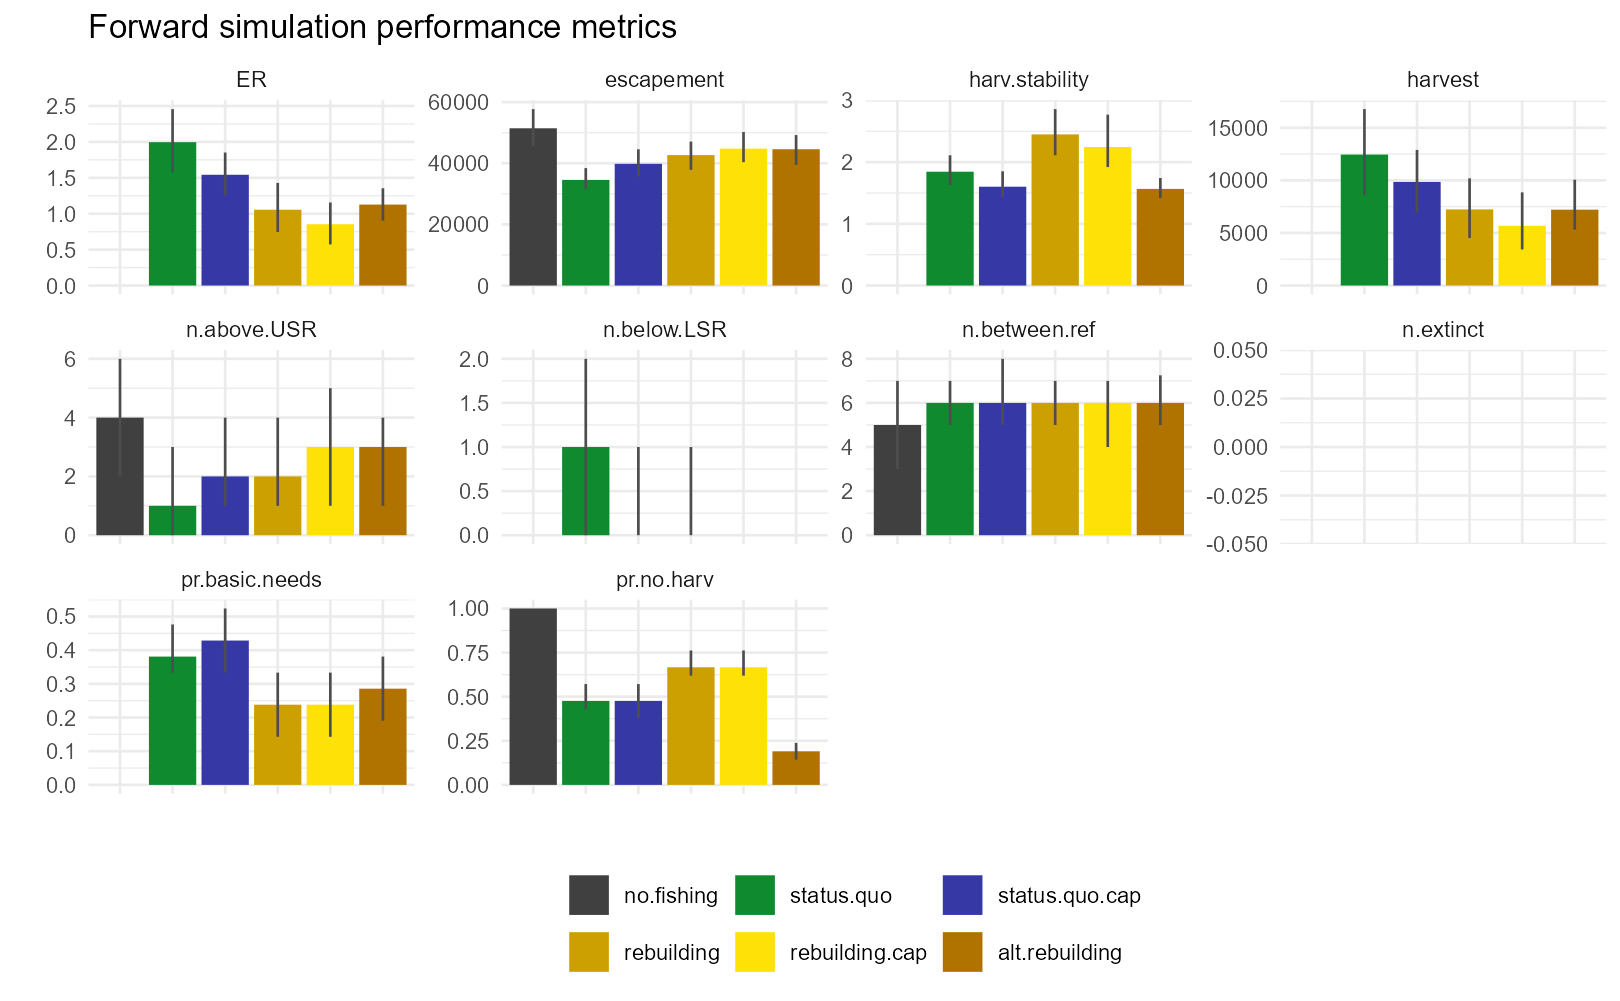 Forward simulation performance metrics
ER
escapement
harv.stability
harvest
2.5
2.0
1.5
1.0
0.5
0.0
60000
40000
20000
0
3
2
1
0
15000
10000
5000
0
n.above.USR
n.below.LSR
n.between.ref
n.extinct
6
4
2
0
2.0
1.5
1.0
0.5
0.0
8
6
4
2
0
0.050
0.025
0.000
-0.025
-0.050
pr.basic.needs
pr.no.harv
0.5
0.4
0.3
0.2
0.1
0.0
1.00
0.75
0.50
0.25
0.00
no.fishing
status.quo
status.quo.cap
rebuilding
rebuilding.cap
alt.rebuilding